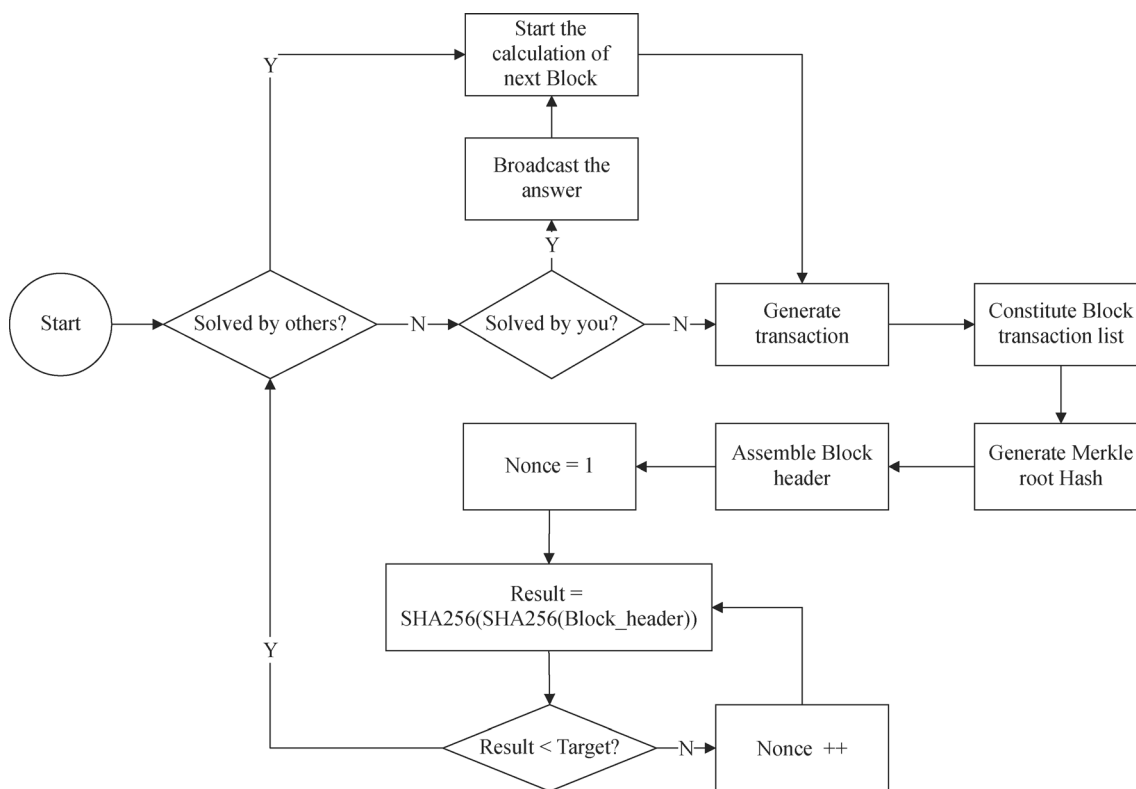 Start the
calculation of
next Block
Y
Broadcast the
answer
Y
Start
Solved by others?
N
Solved by you?
N
Generate
transaction
Constitute Block
transaction list
Nonce = 1
Assemble Block
header
Generate Merkle
root Hash
Result =
SHA256(SHA256(Block_header))
Y
Result < Target?
N
Nonce ++